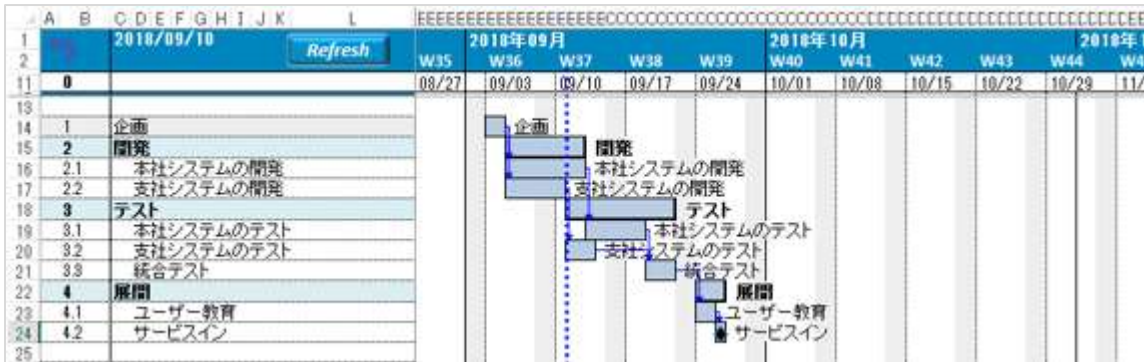 A B C D E F G H I J K L
1 2018/09/10 Refresh 2018年09月 2018年10月 2018年1
2 W35 W36 W37 W38 W39 W40 W41 W42 W43 W44 W4
11 0 08/27 09/03 09/10 09/17 09/24 10/01 10/08 10/15 10/22 10/29 11/
13
14 1 企画 企画
15 2 開発 開発
16 2.1 本社システムの開発 本社システムの開発
17 2.2 支社システムの開発 支社システムの開発
18 3 テスト テスト
19 3.1 本社システムのテスト 本社システムのテスト
20 3.2 支社システムのテスト 支社システムのテスト
21 3.3 統合テスト 統合テスト
22 4 展開 展開
23 4.1 ユーザー教育 ユーザー教育
24 4.2 サービスイン サービスイン
25